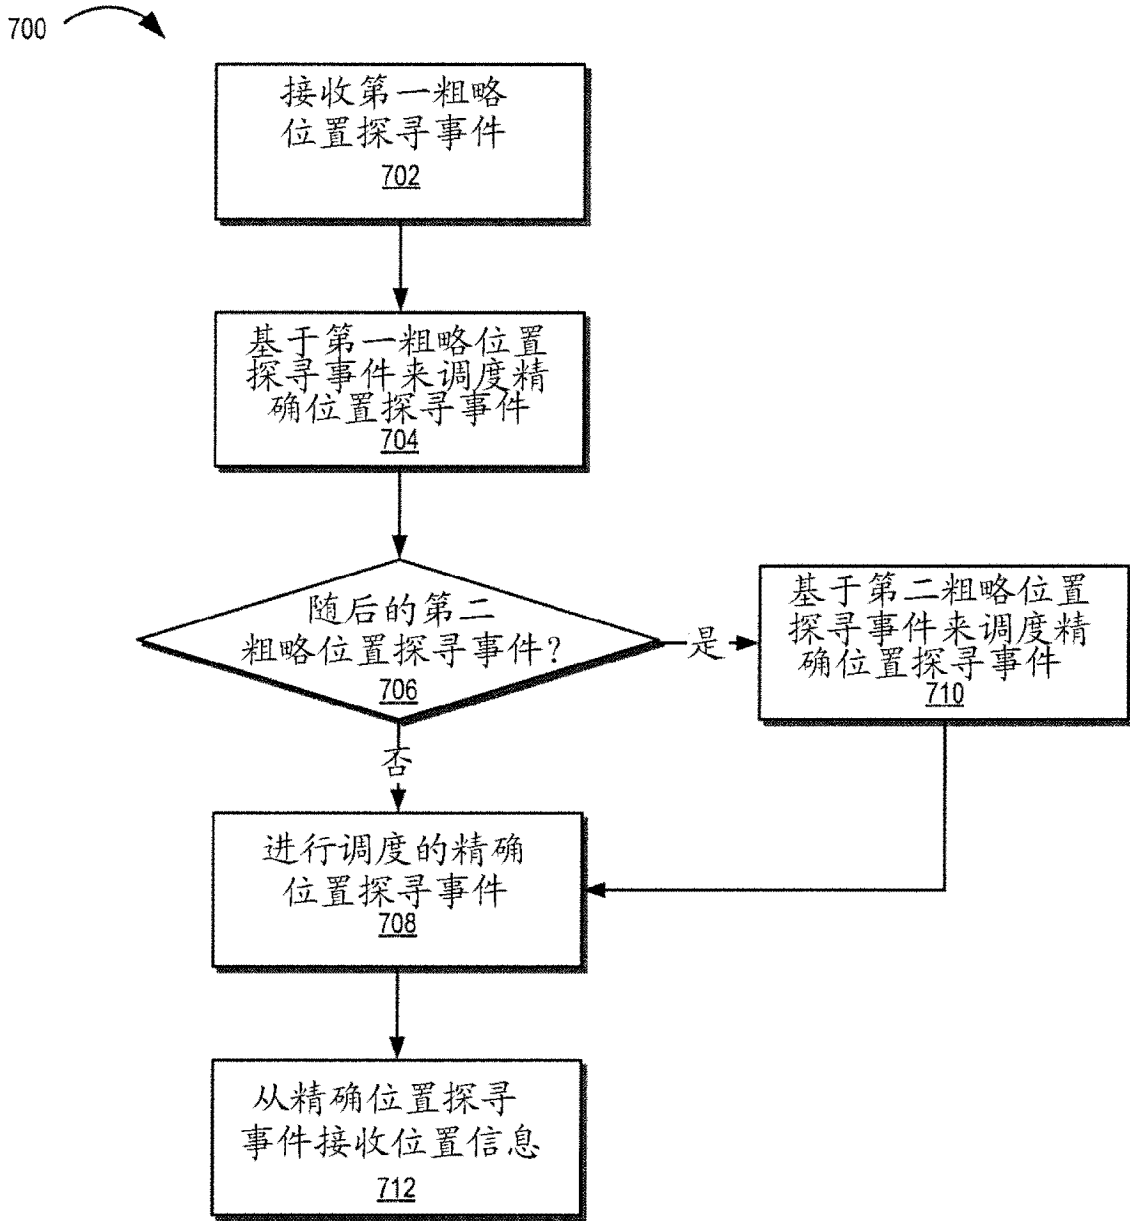 700
接收第一粗略
位置探寻事件
702
基于第一粗略位置
探寻事件来调度精
确位置探寻事件
704
随后的第二
粗略位置探寻事件？
706
是
基于第二粗略位置
探寻事件来调度精
确位置探寻事件
710
否
进行调度的精确
位置探寻事件
708
从精确位置探寻
事件接收位置信息
712